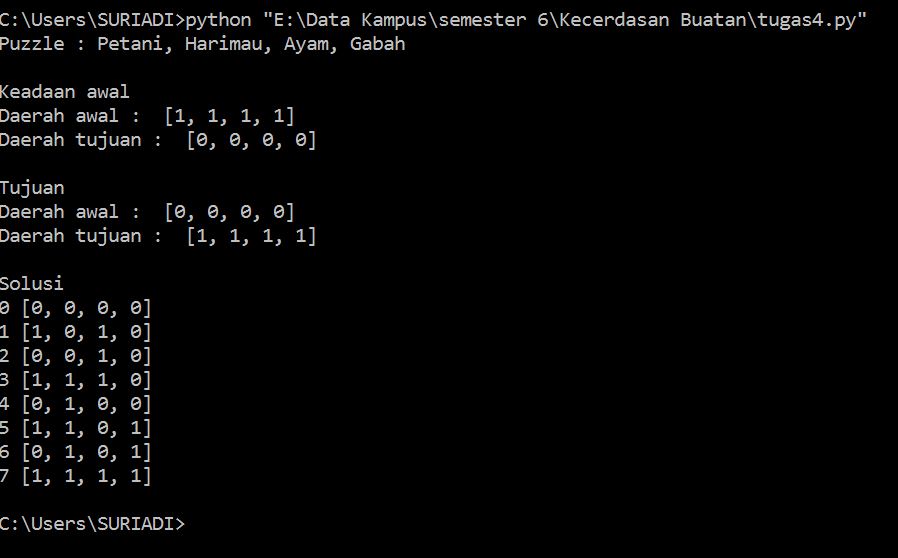 C:\Users\SURIADI>python "E:\Data Kampus\semester 6\Kecerdasan Buatan\tugas4.py"
Puzzle : Petani, Harimau, Ayam, Gabah
Keadaan awal
Daerah awal :  [1, 1, 1, 1]
Daerah tujuan :  [0, 0, 0, 0]
Tujuan
Daerah awal :  [0, 0, 0, 0]
Daerah tujuan :  [1, 1, 1, 1]
Solusi
0 [0, 0, 0, 0]
1 [1, 0, 1, 0]
2 [0, 0, 1, 0]
3 [1, 1, 1, 0]
4 [0, 1, 0, 0]
5 [1, 1, 0, 1]
6 [0, 1, 0, 1]
7 [1, 1, 1, 1]
C:\Users\SURIADI>